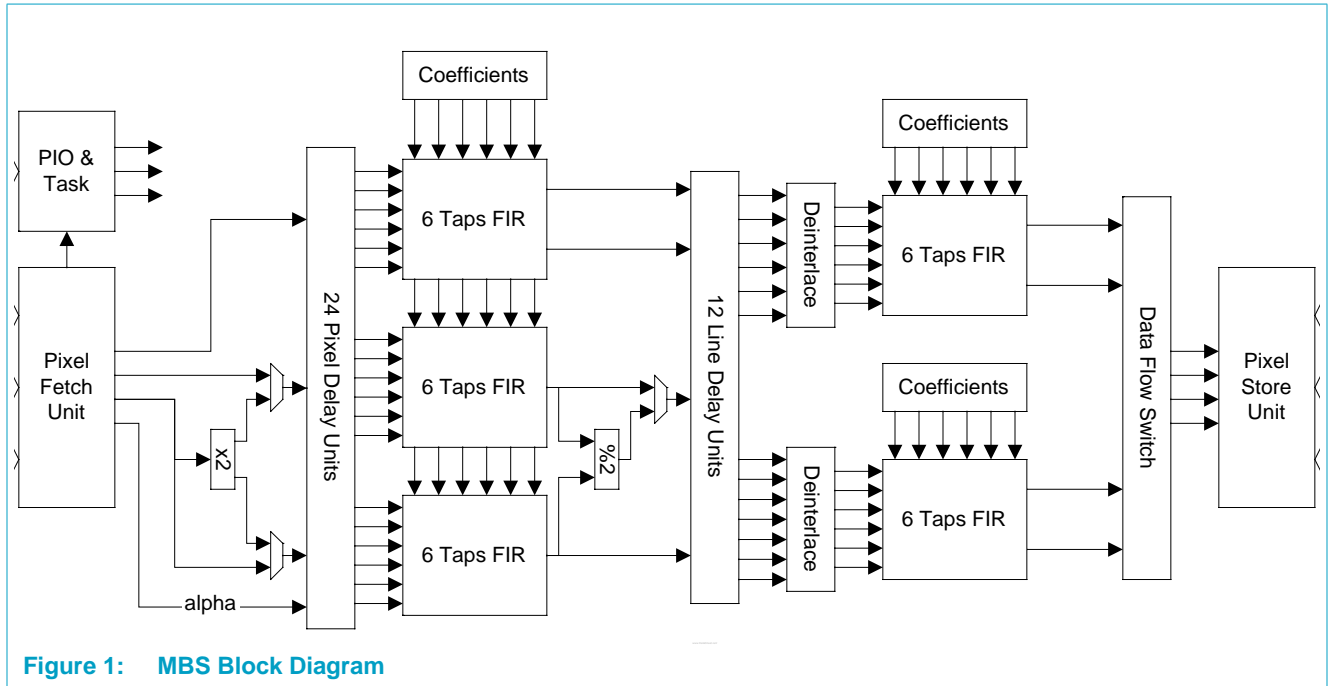 Coefficients
PIO &
Task
6 Taps FIR
Pixel
Fetch
Unit
x2
alpha
24 Pixel Delay Units
6 Taps FIR
%2
6 Taps FIR
12 Line Delay Units
Deinterlace
Coefficients
6 Taps FIR
Deinterlace
Coefficients
6 Taps FIR
Data Flow Switch
Pixel
Store
Unit
Figure 1: MBS Block Diagram